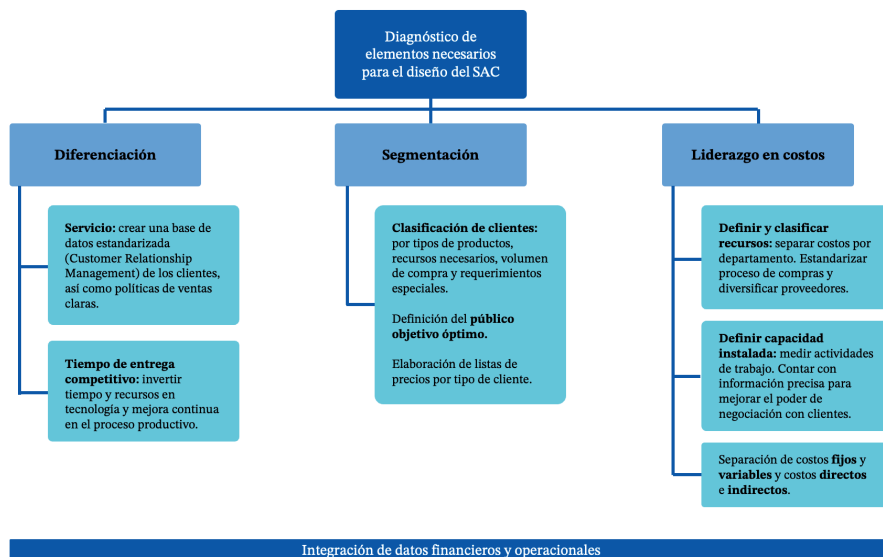 Diagnóstico de
elementos necesarios
para el diseño del SAC
Diferenciación
Servicio: crear una base de
datos estandarizada
(Customer Relationship
Management) de los clientes,
así como políticas de ventas
claras.
Tiempo de entrega
competitivo: invertir
tiempo y recursos en
tecnología y mejora continua
en el proceso productivo.
Segmentación
Clasificación de clientes:
por tipos de productos,
recursos necesarios, volumen
de compra y requerimientos
especiales.
Definición del público
objetivo óptimo.
Elaboración de listas de
precios por tipo de cliente.
Liderazgo en costos
Definir y clasificar
recursos: separar costos por
departamento. Estandarizar
proceso de compras y
diversificar proveedores.
Definir capacidad
instalada: medir actividades
de trabajo. Contar con
información precisa para
mejorar el poder de
negociación con clientes.
Separación de costos fijos y
variables y costos directos
e indirectos.
Integración de datos financieros y operacionales